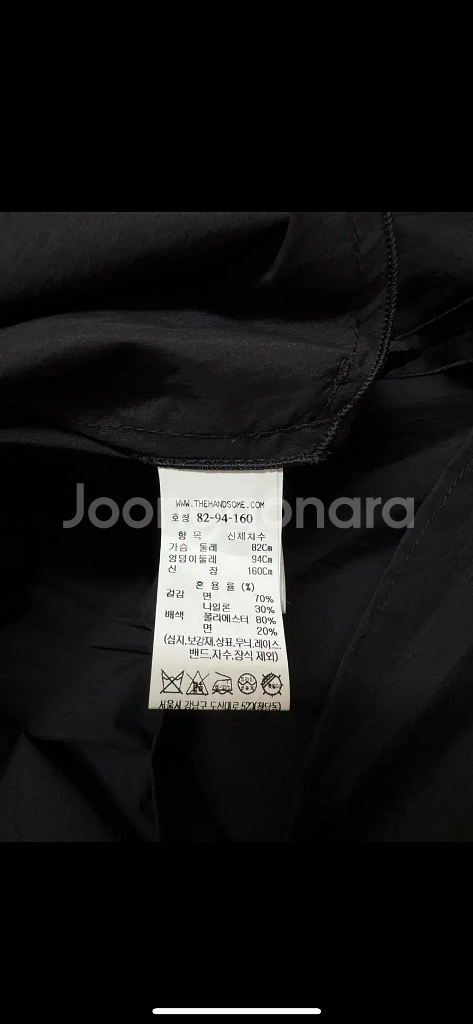 Joongonara
WWW.THEHANDSOME.COM
호칭 82-94-160
항 목 신체치수
가슴 둘레 82Cm
엉덩이둘레 94Cm
신 장 160Cm
혼 용 율 (%)
겉감 면 70%
나일론 30%
배색 폴리에스터 80%
면 20%
(심지,보강재,상표,무늬,레이스,
밴드,자수,장식 제외)
서울시 강남구 도산대로 523(청담동)